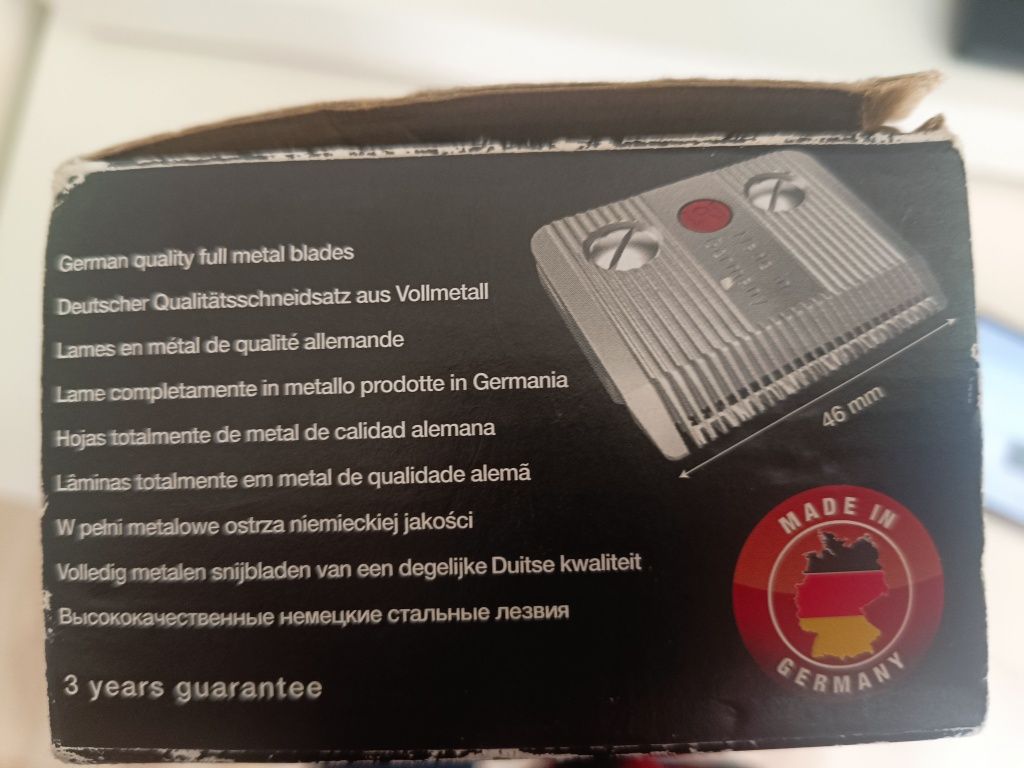 German quality full metal blades
Deutscher Qualitätsschneidsatz aus Vollmetall
Lames en métal de qualité allemande
Lame completamente in metallo prodotte in Germania
Hojas totalmente de metal de calidad alemana
Lâminas totalmente em metal de qualidade alemã
W pełni metalowe ostrza niemieckiej jakości
Volledig metalen snijbladen van een degelijke Duitse kwaliteit
Высококачественные немецкие стальные лезвия
3 years guarantee
46 mm
MADE IN
GERMANY